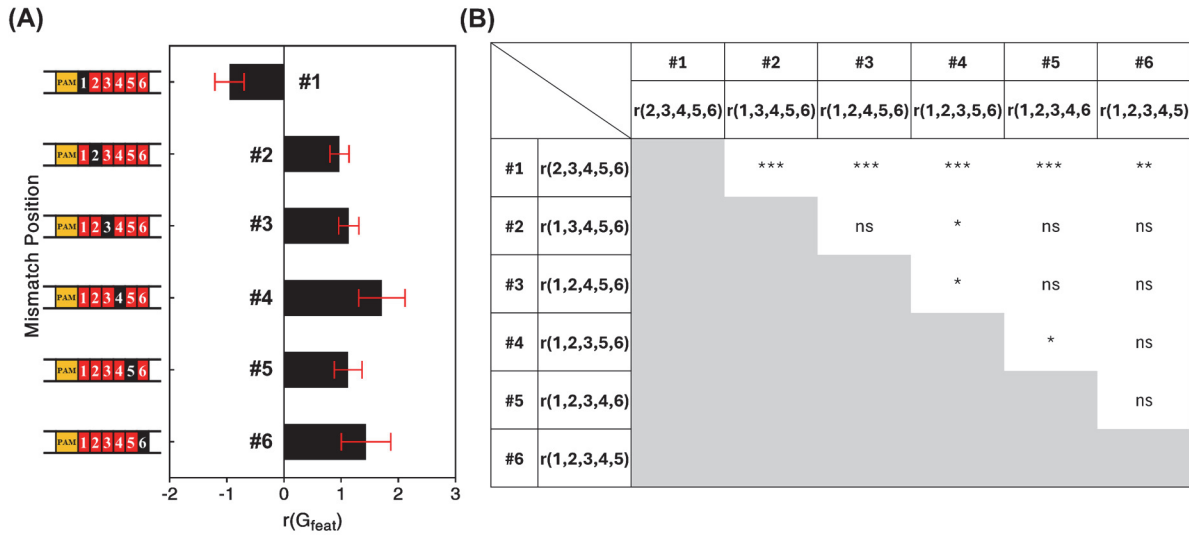 (A)
(B)
Mismatch Position
PAM 1 2 3 4 5 6
#1
PAM 1 2 3 4 5 6
#2
PAM 1 2 3 4 5 6
#3
PAM 1 2 3 4 5 6
#4
PAM 1 2 3 4 5 6
#5
PAM 1 2 3 4 5 6
#6
-2 -1 0 1 2 3
r(G_feat)
#1 #2 #3 #4 #5 #6
r(2,3,4,5,6) r(1,3,4,5,6) r(1,2,4,5,6) r(1,2,3,5,6) r(1,2,3,4,6 r(1,2,3,4,5)
#1 r(2,3,4,5,6) *** *** *** *** **
#2 r(1,3,4,5,6) ns * ns ns
#3 r(1,2,4,5,6) * ns ns
#4 r(1,2,3,5,6) * ns
#5 r(1,2,3,4,6) ns
#6 r(1,2,3,4,5)